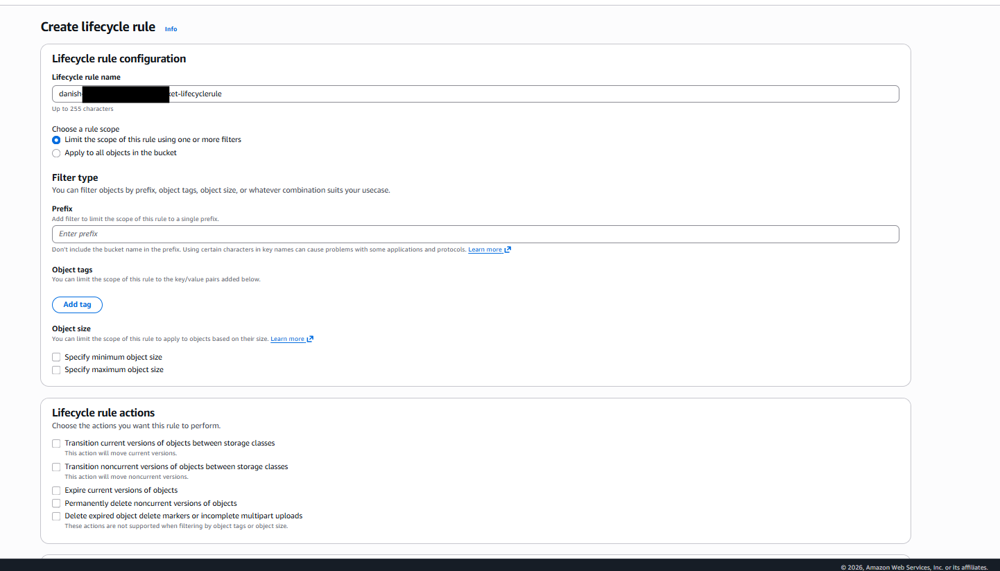 Create lifecycle rule Info
Lifecycle rule configuration
Lifecycle rule name
danish ket-lifecyclerule
Up to 255 characters
Choose a rule scope
Limit the scope of this rule using one or more filters
Apply to all objects in the bucket
Filter type
You can filter objects by prefix, object tags, object size, or whatever combination suits your usecase.
Prefix
Add filter to limit the scope of this rule to a single prefix.
Enter prefix
Don't include the bucket name in the prefix. Using certain characters in key names can cause problems with some applications and protocols. Learn more
Object tags
You can limit the scope of this rule to the key/value pairs added below.
Add tag
Object size
You can limit the scope of this rule to apply to objects based on their size. Learn more
Specify minimum object size
Specify maximum object size
Lifecycle rule actions
Choose the actions you want this rule to perform.
Transition current versions of objects between storage classes
This action will move current versions.
Transition noncurrent versions of objects between storage classes
This action will move noncurrent versions.
Expire current versions of objects
Permanently delete noncurrent versions of objects
Delete expired object delete markers or incomplete multipart uploads
These actions are not supported when filtering by object tags or object size.
© 2026, Amazon Web Services, Inc. or its affiliates.